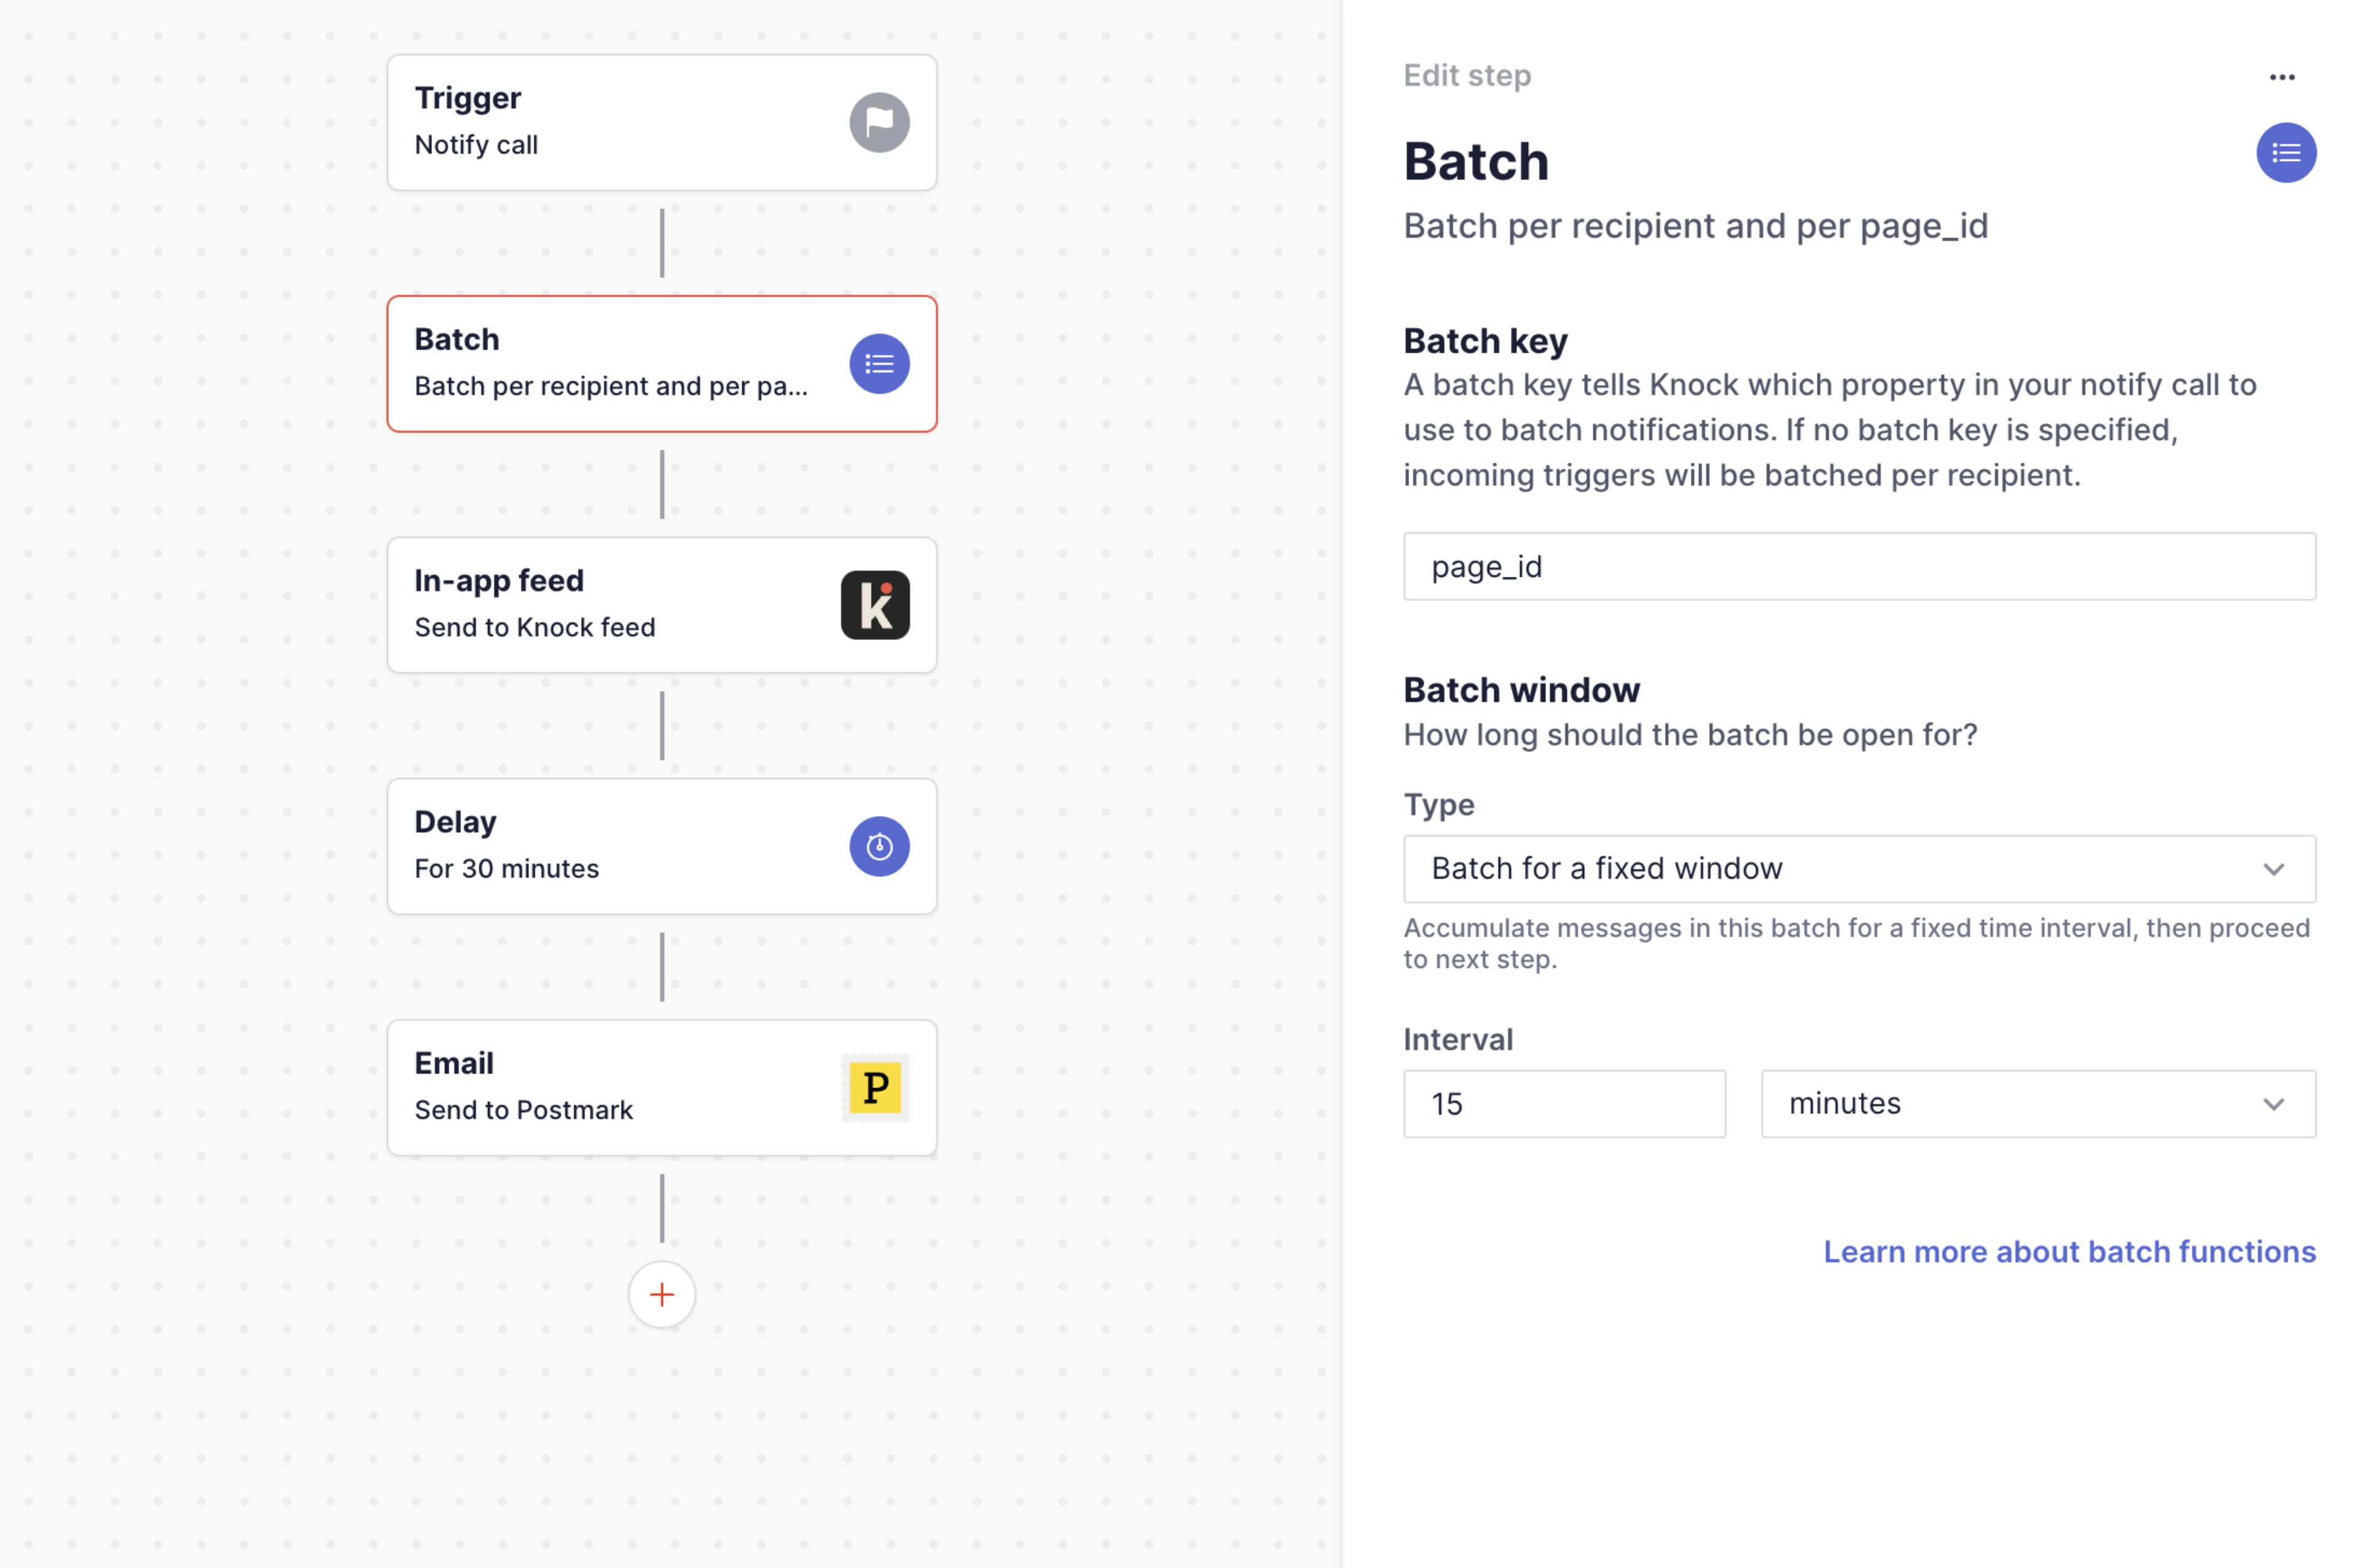 Trigger
Notify call
Batch
Batch per recipient and per pa...
In-app feed
Send to Knock feed
k
Delay
For 30 minutes
Email
Send to Postmark
P
Edit step
Batch
Batch per recipient and per page_id
Batch key
A batch key tells Knock which property in your notify call to
use to batch notifications. If no batch key is specified,
incoming triggers will be batched per recipient.
page_id
Batch window
How long should the batch be open for?
Type
Batch for a fixed window
Accumulate messages in this batch for a fixed time interval, then proceed
to next step.
Interval
15
minutes
Learn more about batch functions